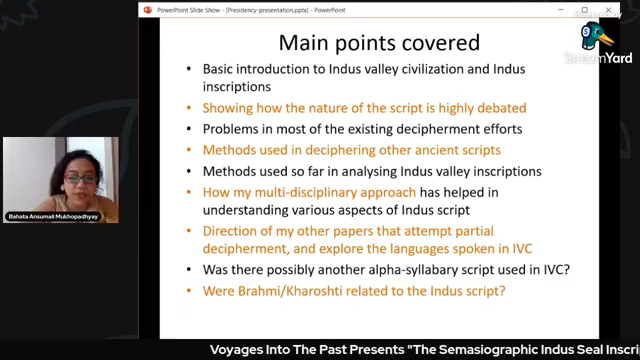 PowerPoint Slide Show - [Presidency-presentation.pptx] - PowerPoint
StreamYard
Main points covered
• Basic introduction to Indus valley civilization and Indus
inscriptions
• Showing how the nature of the script is highly debated
• Problems in most of the existing decipherment efforts
• Methods used in deciphering other ancient scripts
• Methods used so far in analysing Indus valley inscriptions
• How my multi-disciplinary approach has helped in
understanding various aspects of Indus script
• Direction of my other papers that attempt partial
decipherment, and explore the languages spoken in IVC
• Was there possibly another alpha-syllabary script used in IVC?
• Were Brahmi/Kharoshti related to the Indus script?
Bahata Ansumali Mukhopadhyay
Voyages Into The Past Presents "The Semasiographic Indus Seal Inscri